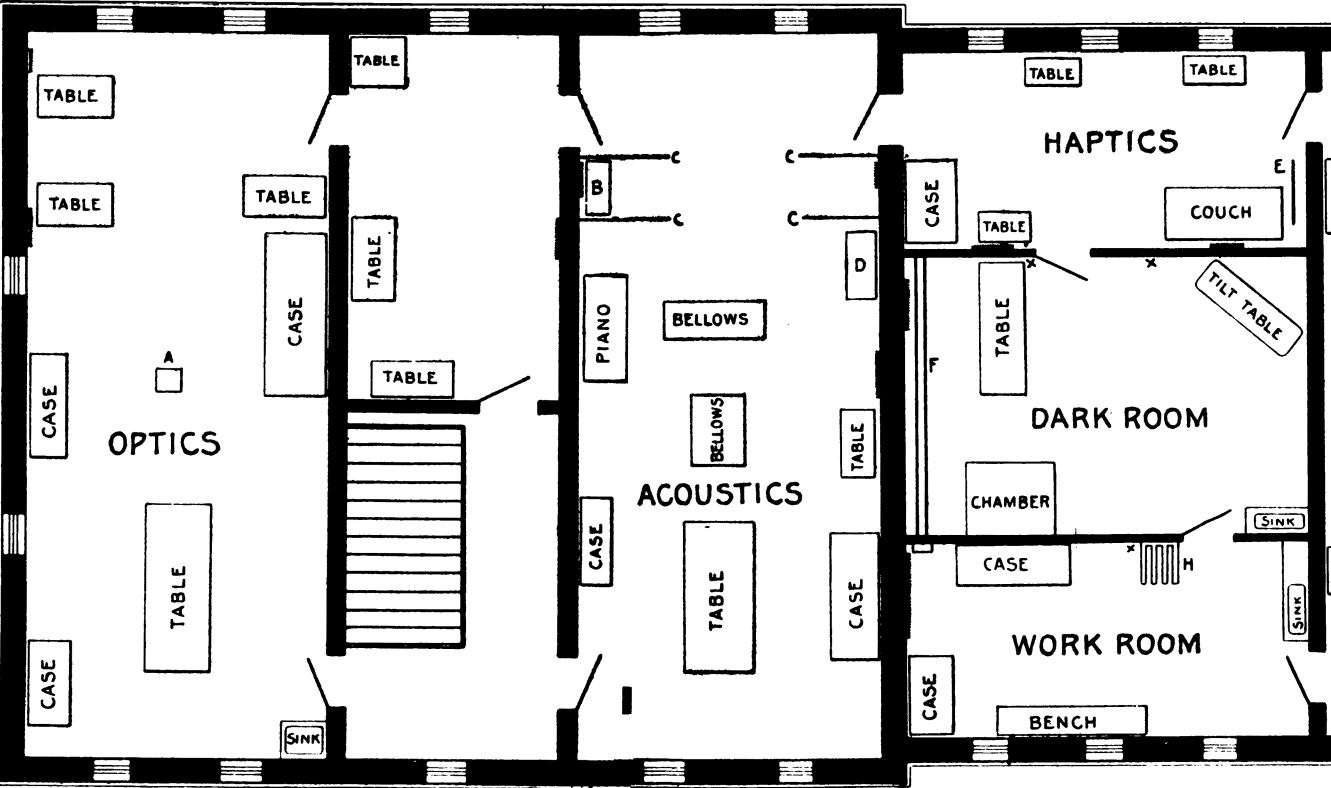 TABLE
TABLE
TABLE
CASE
A
CASE
OPTICS
TABLE
CASE
SINK
TABLE
TABLE
TABLE
C
C
B
C
C
D
PIANO
BELLOWS
BELLOWS
TABLE
ACOUSTICS
CASE
TABLE
CASE
TABLE
TABLE
HAPTICS
E
CASE
COUCH
TABLE
x
x
TILT TABLE
TABLE
F
DARK ROOM
CHAMBER
SINK
x
CASE
H
SINK
WORK ROOM
CASE
BENCH